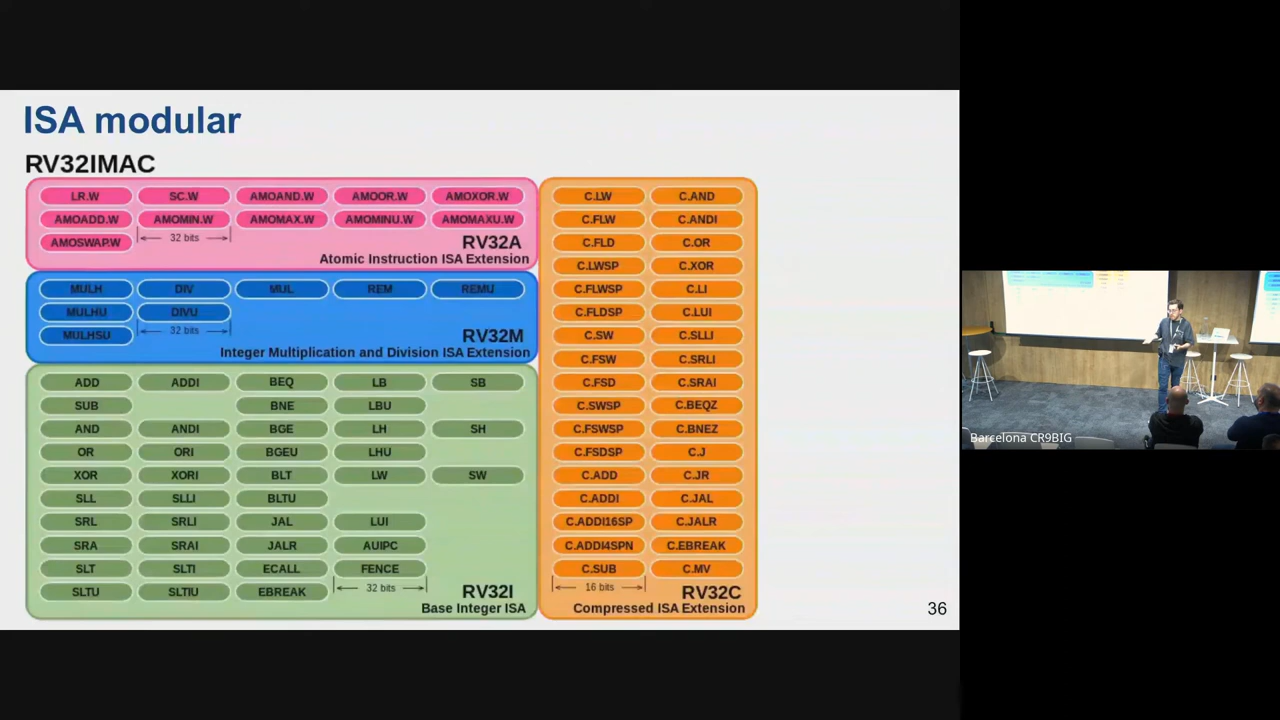 ISA modular
RV32IMAC
LR.W SC.W AMOAND.W AMOOR.W AMOXOR.W
AMOADD.W AMOMIN.W AMOMAX.W AMOMINU.W AMOMAXU.W
AMOSWAP.W 32 bits RV32A
Atomic Instruction ISA Extension
MULH DIV MUL REM REMU
MULHU DIVU
MULHSU 32 bits RV32M
Integer Multiplication and Division ISA Extension
ADD ADDI BEQ LB SB
SUB BNE LBU
AND ANDI BGE LH SH
OR ORI BGEU LHU
XOR XORI BLT LW SW
SLL SLLI BLTU
SRL SRLI JAL LUI
SRA SRAI JALR AUIPC
SLT SLTI ECALL FENCE
SLTU SLTIU EBREAK 32 bits RV32I
Base Integer ISA
C.LW C.AND
C.FLW C.ANDI
C.FLD C.OR
C.LWSP C.XOR
C.FLWSP C.LI
C.FLDSP C.LUI
C.SW C.SLLI
C.FSW C.SRLI
C.FSD C.SRAI
C.SWSP C.BEQZ
C.FSWSP C.BNEZ
C.FSDSP C.J
C.ADD C.JR
C.ADDI C.JAL
C.ADDI16SP C.JALR
C.ADDI4SPN C.EBREAK
C.SUB C.MV
16 bits RV32C
Compressed ISA Extension
36
Barcelona CR9BIG